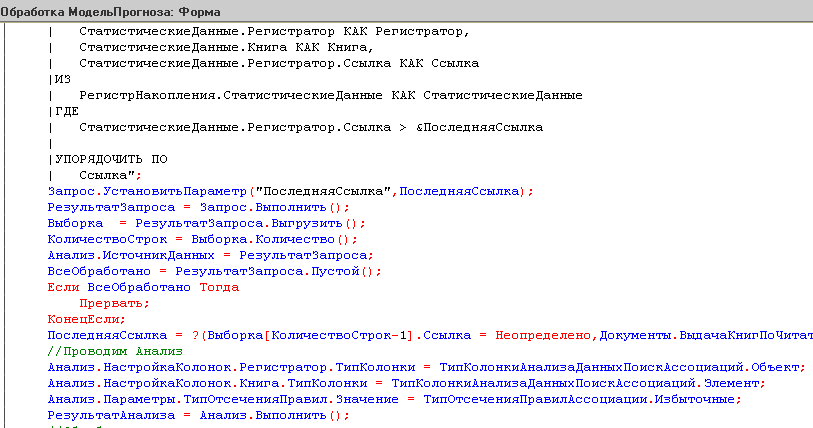 Обработка МодельПрогноза: Форма
|   СтатистическиеДанные.Регистратор КАК Регистратор,
|   СтатистическиеДанные.Книга КАК Книга,
|   СтатистическиеДанные.Регистратор.Ссылка КАК Ссылка
|ИЗ
|   РегистрНакопления.СтатистическиеДанные КАК СтатистическиеДанные
|ГДЕ
|   СтатистическиеДанные.Регистратор.Ссылка > &ПоследняяСсылка
|
|УПОРЯДОЧИТЬ ПО
|   Ссылка";
Запрос.УстановитьПараметр("ПоследняяСсылка",ПоследняяСсылка);
РезультатЗапроса = Запрос.Выполнить();
Выборка  = РезультатЗапроса.Выгрузить();
КоличествоСтрок = Выборка.Количество();
Анализ.ИсточникДанных = РезультатЗапроса;
ВсеОбработано = РезультатЗапроса.Пустой();
Если ВсеОбработано Тогда
    Прервать;
КонецЕсли;
ПоследняяСсылка = ?(Выборка[КоличествоСтрок-1].Ссылка = Неопределено,Документы.ВыдачаКнигПоЧитат
//Проводим Анализ
Анализ.НастройкаКолонок.Регистратор.ТипКолонки = ТипКолонкиАнализаДанныхПоискАссоциаций.Объект;
Анализ.НастройкаКолонок.Книга.ТипКолонки = ТипКолонкиАнализаДанныхПоискАссоциаций.Элемент;
Анализ.Параметры.ТипОтсеченияПравил.Значение = ТипОтсеченияПравилАссоциации.Избыточные;
РезультатАнализа = Анализ.Выполнить();